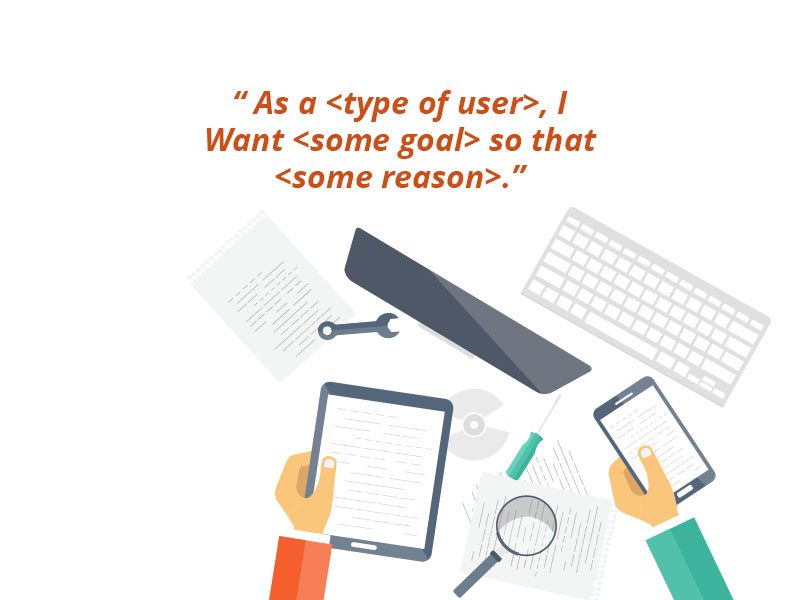 “ As a <type of user>, I
Want <some goal> so that
<some reason>.”